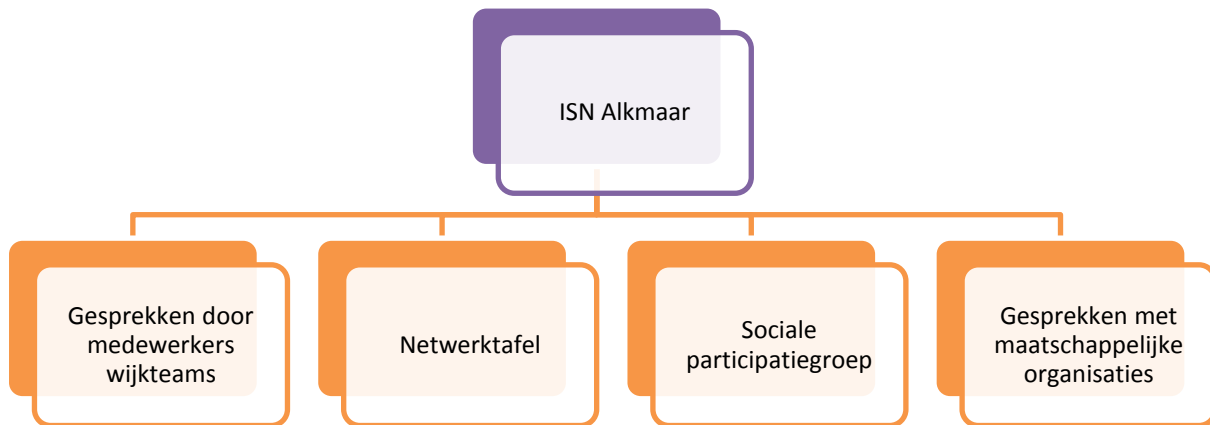 ISN Alkmaar
Gesprekken door
medewerkers
wijkteams
Netwerktafel
Sociale
participatiegroep
Gesprekken met
maatschappelijke
organisaties